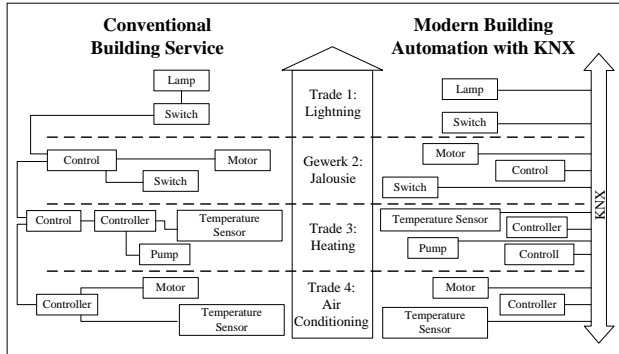 Conventional
Building Service
Modern Building
Automation with KNX
Lamp
Switch
Trade 1:
Lightning
Lamp
Switch
Control
Motor
Switch
Gewerk 2:
Jalousie
Motor
Control
Switch
Control
Controller
Temperature
Sensor
Pump
Trade 3:
Heating
Temperature Sensor
Controller
Pump
Controll
Motor
Controller
Temperature
Sensor
Trade 4:
Air
Conditioning
Motor
Controller
Temperature
Sensor
KNX